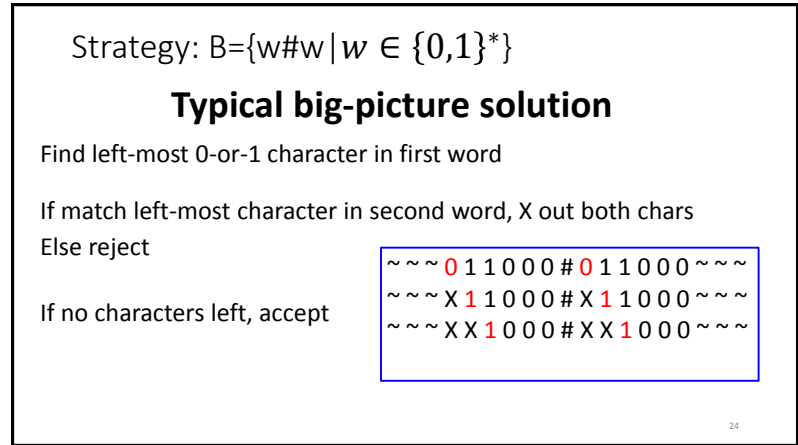 Strategy: B={w#w|𝑤 ∈ {0,1}*}
Typical big-picture solution
Find left-most 0-or-1 character in first word
If match left-most character in second word, X out both chars
Else reject
If no characters left, accept
~ ~ ~ 0 1 1 0 0 0 # 0 1 1 0 0 0 ~ ~ ~
~ ~ ~ X 1 1 0 0 0 # X 1 1 0 0 0 ~ ~ ~
~ ~ ~ X X 1 0 0 0 # X X 1 0 0 0 ~ ~ ~
24